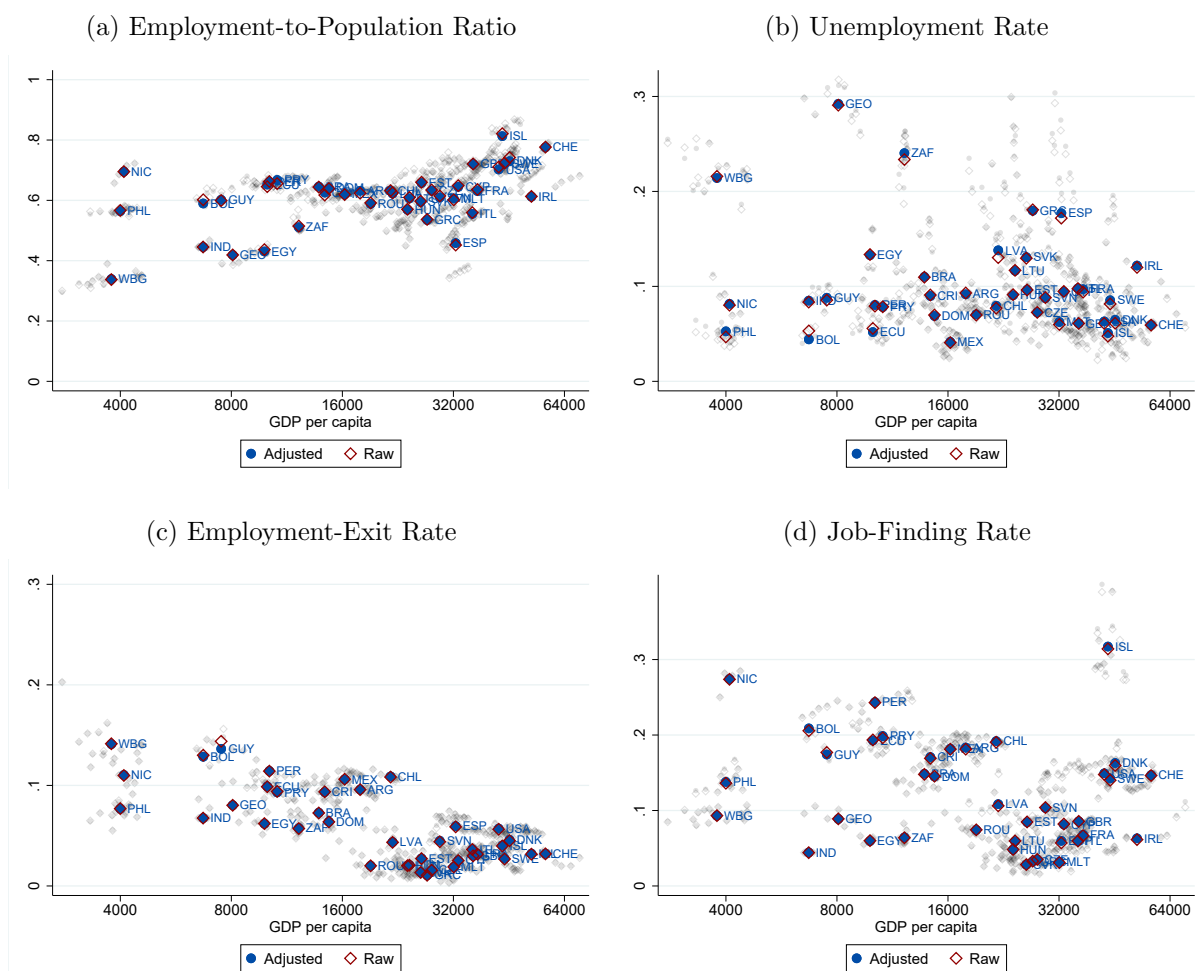 (a) Employment-to-Population Ratio
1
.8
.6
.4
.2
0
NIC
PHL
WBG
BOL
GUY
IND
GEO
EGY
PRY
ECU
ZAF
ROU
HUN
GRC
EST
ESP
ITL
FRA
ISL
DNK
USA
CHE
IRL
4000 8000 16000 32000 64000
GDP per capita
Adjusted Raw
(b) Unemployment Rate
.3
.2
.1
0
WBG
NIC
PHL
GEO
ZAF
EGY
GUY
BOL
ECU
PRY
BRA
CRI
ARG
DOM
ROU
MEX
LVA
LTU
CHL
SVK
EST
SVN
CZE
GRC
ESP
IRL
SWE
DNK
ISL
CHE
4000 8000 16000 32000 64000
GDP per capita
Adjusted Raw
(c) Employment-Exit Rate
.3
.2
.1
0
WBG
NIC
PHL
GUY
BOL
IND
GEO
EGY
PER
ECU
PRY
ZAF
CRI
BRA
DOM
MEX
ARG
CHL
ROU
LVA
EST
SVN
GRC
MLT
ESP
USA
DNK
ISL
SWE
CHE
4000 8000 16000 32000 64000
GDP per capita
Adjusted Raw
(d) Job-Finding Rate
.3
.2
.1
0
NIC
PHL
WBG
BOL
GUY
IND
GEO
EGY
PER
PRY
ECU
ZAF
CRI
BRA
DOM
MEX
ARG
CHL
ROU
LVA
LTU
HUN
EST
SVN
MLT
GBR
FRA
ISL
DNK
USA
SWE
CHE
IRL
4000 8000 16000 32000 64000
GDP per capita
Adjusted Raw